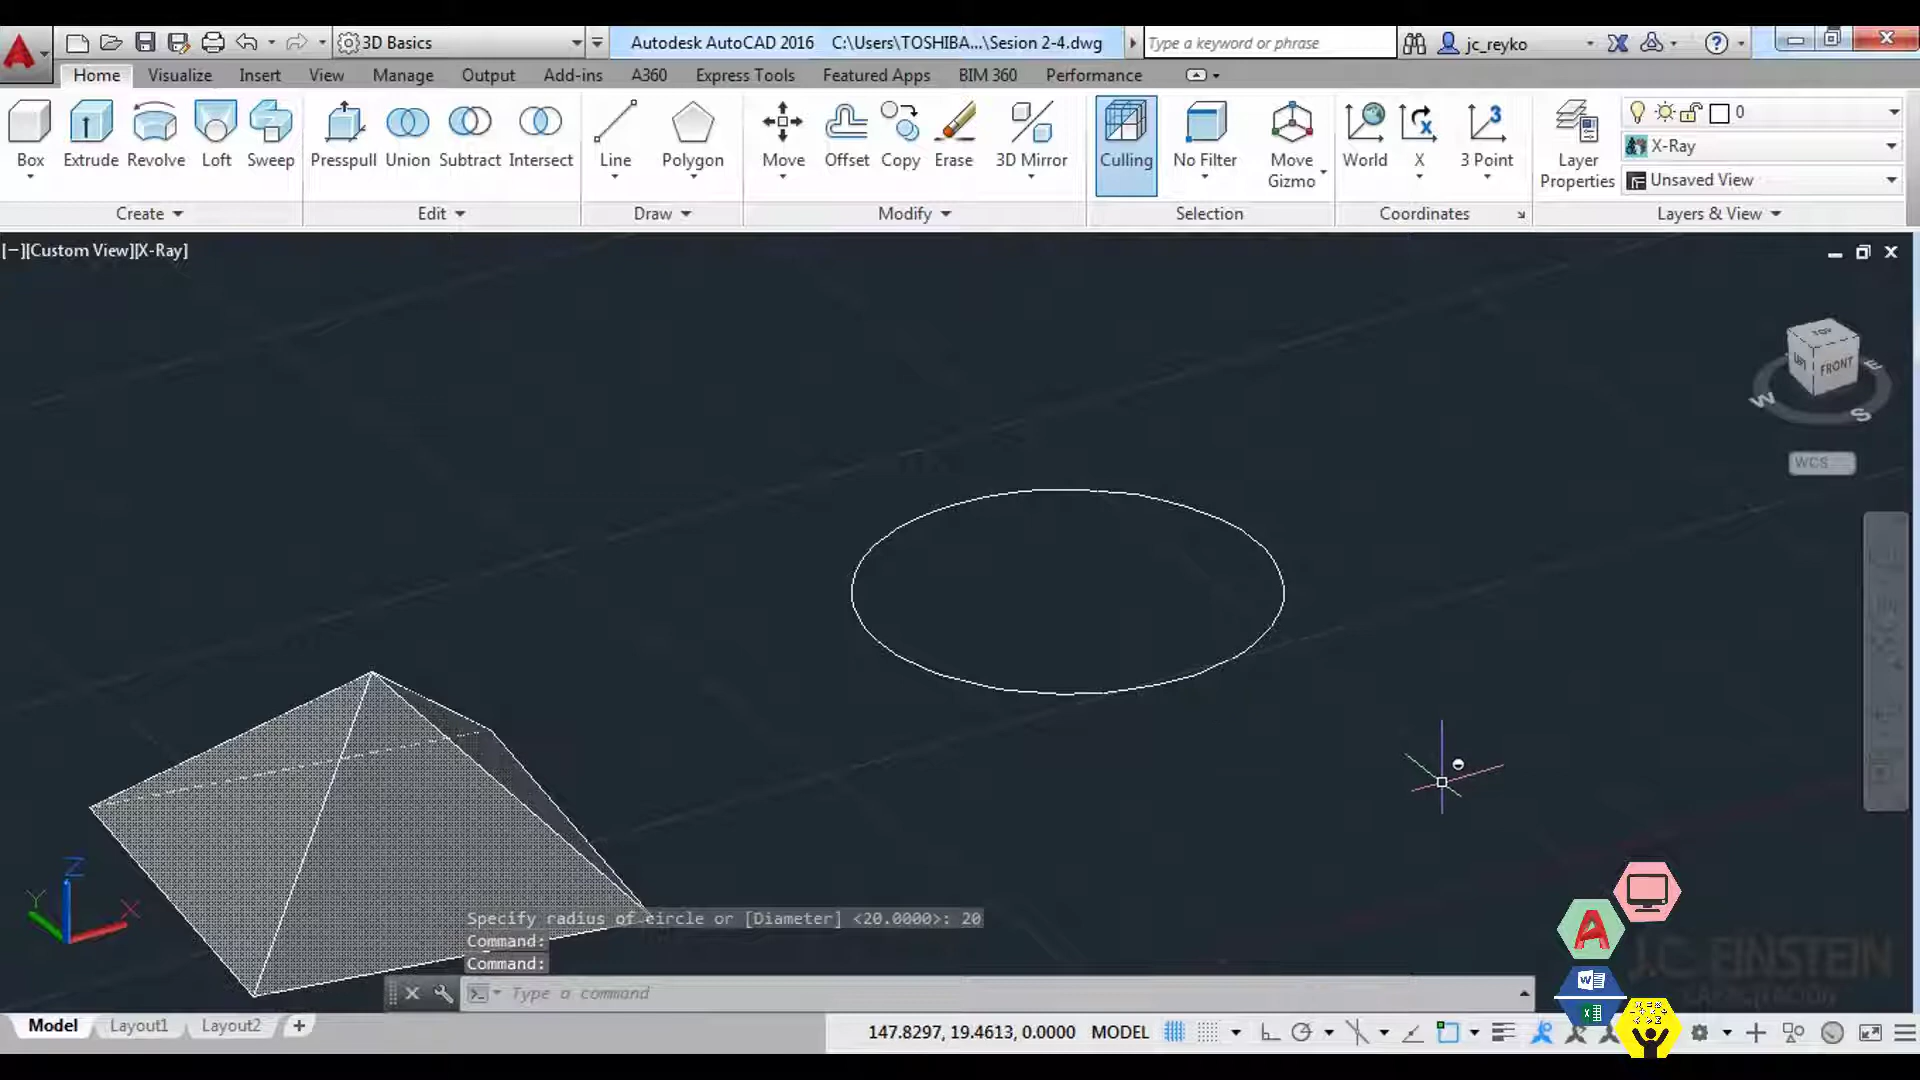 3D Basics
Autodesk AutoCAD 2016 C:\Users\TOSHIBA...\Sesion 2-4.dwg
Type a keyword or phrase
jc_reyko
Home Visualize Insert View Manage Output Add-ins A360 Express Tools Featured Apps BIM 360 Performance
Box Extrude Revolve Loft Sweep Presspull Union Subtract Intersect Line Polygon Move Offset Copy Erase 3D Mirror Culling No Filter Move Gizmo World X 3 Point Layer Properties
0
X-Ray
Unsaved View
Create Edit Draw Modify Selection Coordinates Layers & View
[−][Custom View][X-Ray]
TOP
FRONT
W
S
E
WCS
Z
Y
X
Specify radius of circle or [Diameter] <20.0000>: 20
Command:
Command:
Type a command
J.C EINSTEIN
CAPACITACION
Model Layout1 Layout2 +
147.8297, 19.4613, 0.0000 MODEL